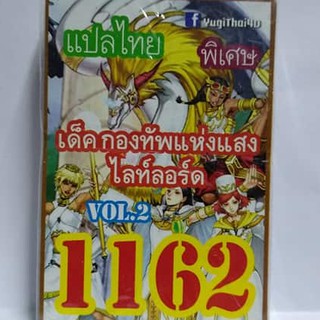 f YugiThai4U
แปลไทย
พิเศษ
เด็ค กองทัพแห่งแสง
ไลท์ลอร์ด
VOL.2
1162